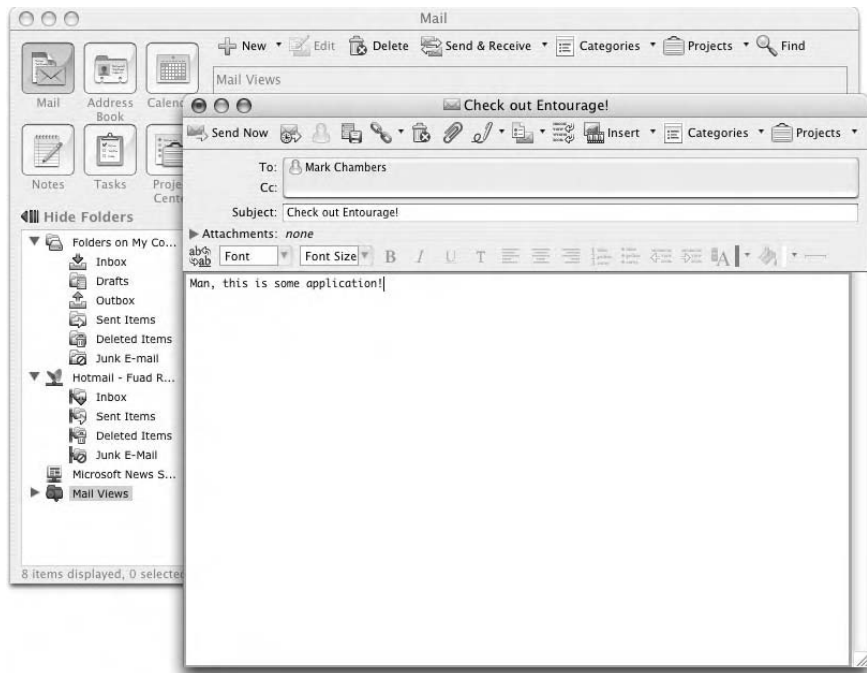 Mail
New Edit Delete Send & Receive Categories Projects Find
Mail Views
Mail Address Book
Notes Tasks
Hide Folders
Folders on My Co...
Inbox
Drafts
Outbox
Sent Items
Deleted Items
Junk E-mail
Hotmail - Fuad R...
Inbox
Sent Items
Deleted Items
Junk E-Mail
Microsoft News S...
Mail Views
8 items displayed, 0
Check out Entourage!
Send Now Insert Categories Projects
To: Mark Chambers
Cc:
Subject: Check out Entourage!
Attachments: none
Font Font Size B I U T
Man, this is some application!